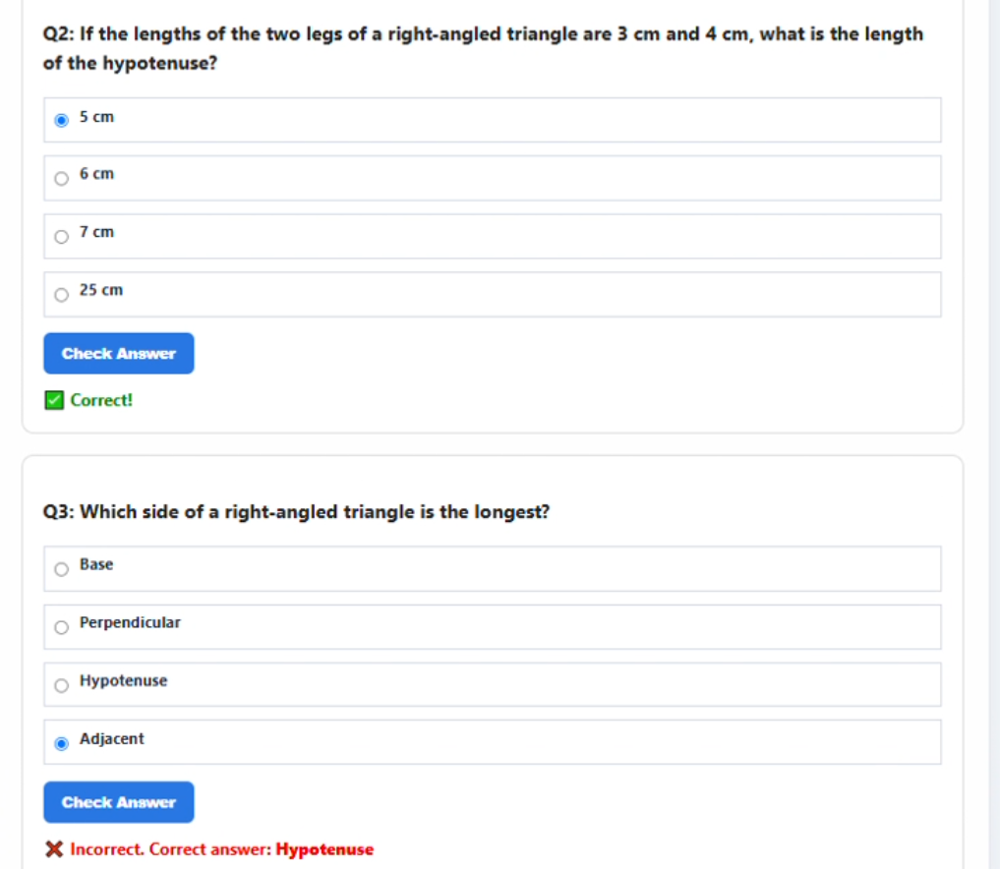 Q2: If the lengths of the two legs of a right-angled triangle are 3 cm and 4 cm, what is the length
of the hypotenuse?
5 cm
6 cm
7 cm
25 cm
Check Answer
Correct!
Q3: Which side of a right-angled triangle is the longest?
Base
Perpendicular
Hypotenuse
Adjacent
Check Answer
Incorrect. Correct answer: Hypotenuse